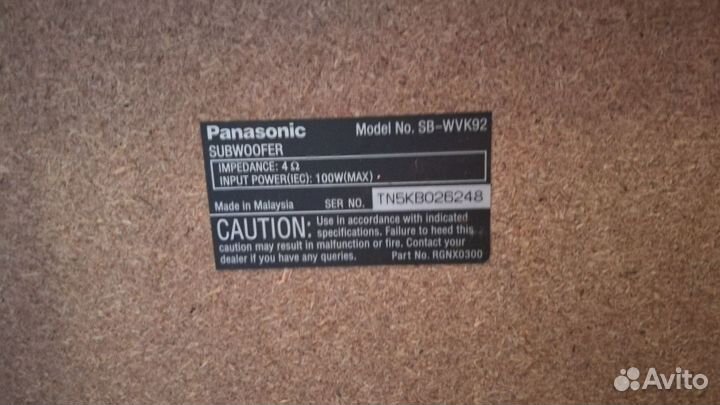 Panasonic Model No. SB-WVK92
SUBWOOFER
IMPEDANCE: 4 Ω
INPUT POWER(IEC): 100W(MAX)
Made in Malaysia SER NO. TN5KB026248
CAUTION: Use in accordance with indicated
specifications. Failure to heed this
caution may result in malfunction or fire. Contact your
dealer if you have any queries. Part No. RGNX0300
Avito